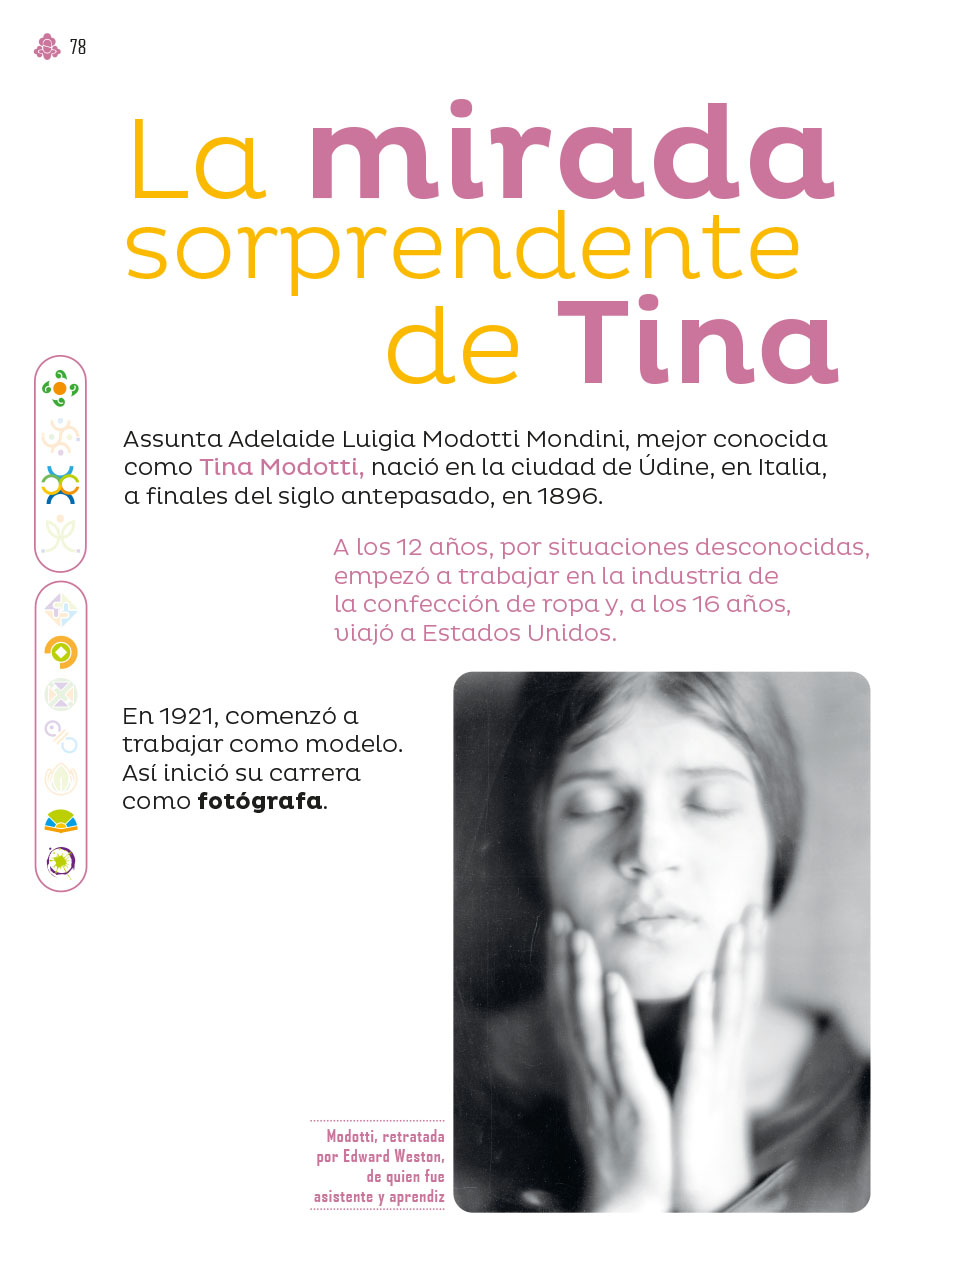 78
La mirada
sorprendente
de Tina
Assunta Adelaide Luigia Modotti Mondini, mejor conocida
como Tina Modotti, nació en la ciudad de Údine, en Italia,
a finales del siglo antepasado, en 1896.
A los 12 años, por situaciones desconocidas,
empezó a trabajar en la industria de
la confección de ropa y, a los 16 años,
viajó a Estados Unidos.
En 1921, comenzó a
trabajar como modelo.
Así inició su carrera
como fotógrafa.
Modotti, retratada
por Edward Weston,
de quien fue
asistente y aprendiz